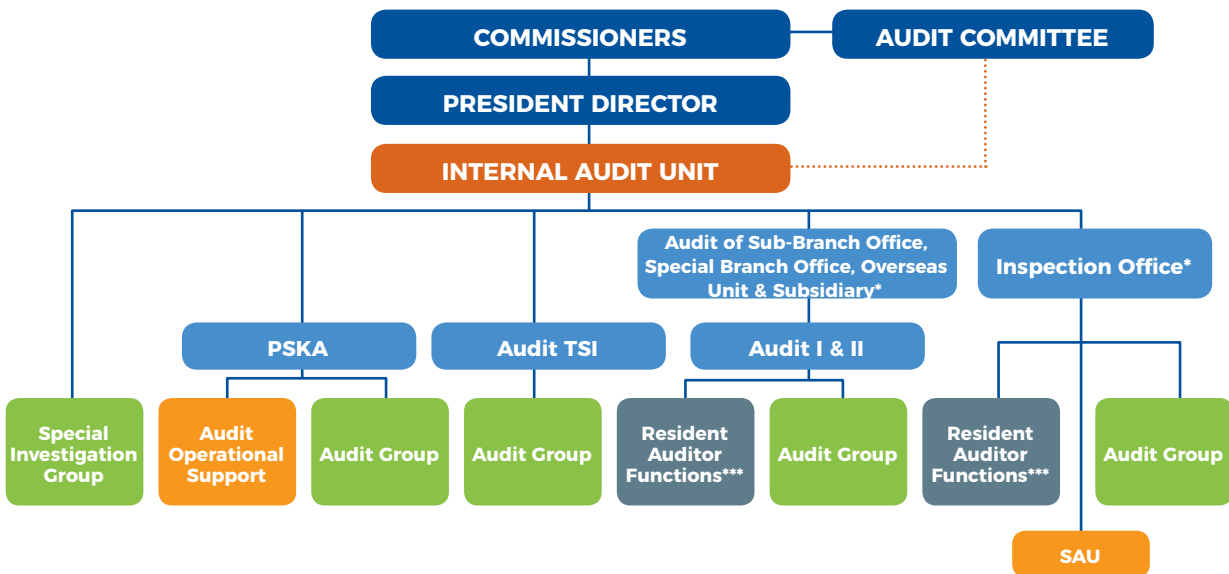 COMMISSIONERS
AUDIT COMMITTEE
PRESIDENT DIRECTOR
INTERNAL AUDIT UNIT
Audit of Sub-Branch Office,
Special Branch Office, Overseas
Unit & Subsidiary*
Inspection Office*
PSKA
Audit TSI
Audit I & II
Special
Investigation
Group
Audit
Operational
Support
Audit Group
Audit Group
Resident
Auditor
Functions***
Audit Group
Resident
Auditor
Functions***
Audit Group
SAU